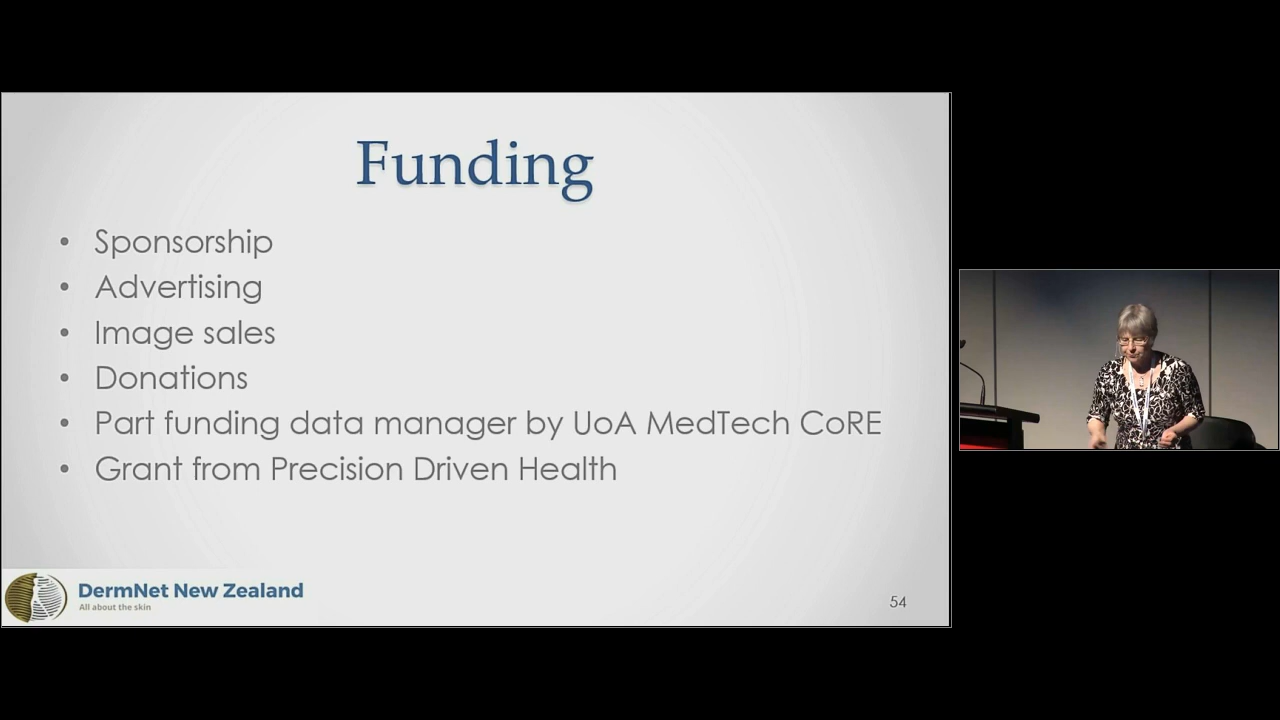 Funding
• Sponsorship
• Advertising
• Image sales
• Donations
• Part funding data manager by UoA MedTech CoRE
• Grant from Precision Driven Health
DermNet New Zealand
All about the skin
54